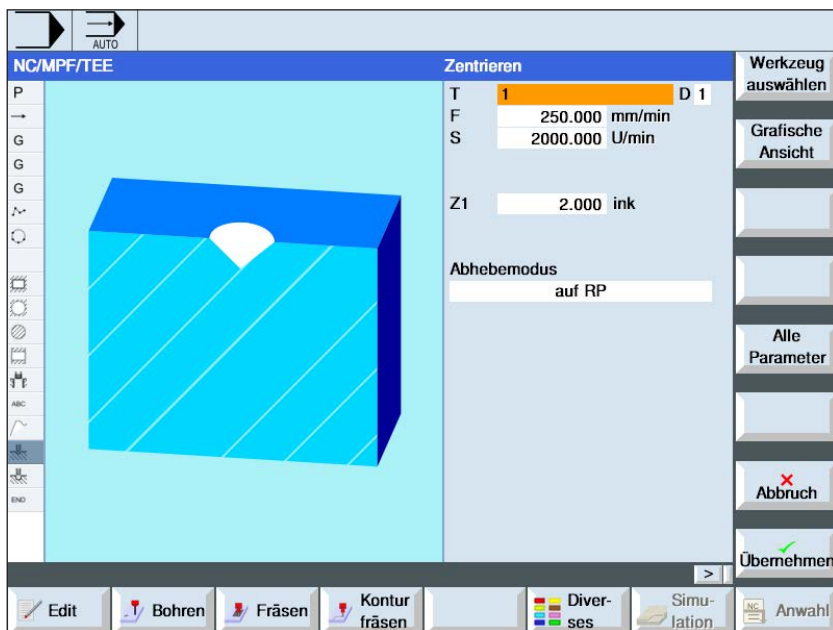 AUTO
NC/MPF/TEE
Zentrieren
P
G
G
G
ABC
END
T 1 D 1
F 250.000 mm/min
S 2000.000 U/min
Z1 2.000 ink
Abhebemodus
auf RP
Werkzeug
auswählen
Grafische
Ansicht
Alle
Parameter
Abbruch
Übernehmen
>
Edit
Bohren
Fräsen
Kontur
fräsen
Diver-
ses
Simu-
lation
NC
Anwahl